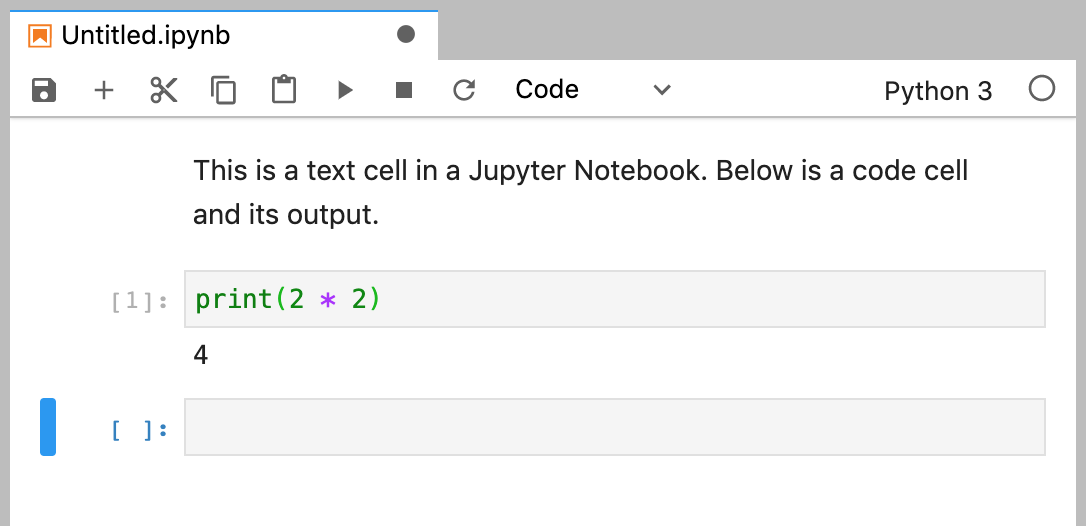 Untitled.ipynb
Code
Python 3
This is a text cell in a Jupyter Notebook. Below is a code cell
and its output.
[1]: print(2 * 2)
4
[ ]: